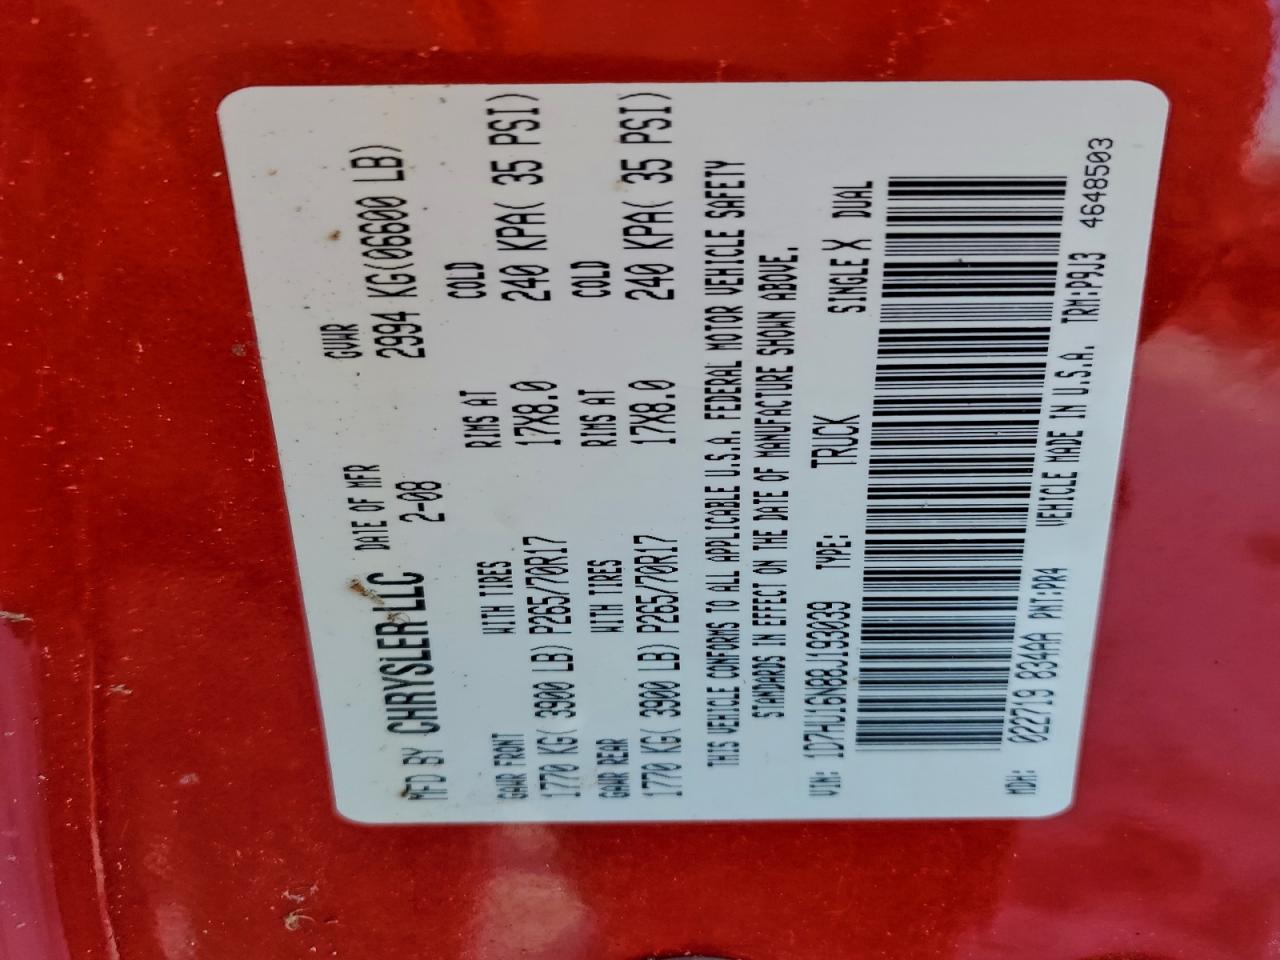 MFD BY CHRYSLER LLC DATE OF MFR GVWR
2-08 2994 KG(06600 LB)
GAWR FRONT WITH TIRES RIMS AT COLD
1770 KG( 3900 LB) P265/70R17 17X8.0 240 KPA( 35 PSI)
GAWR REAR WITH TIRES RIMS AT COLD
1770 KG( 3900 LB) P265/70R17 17X8.0 240 KPA( 35 PSI)
THIS VEHICLE CONFORMS TO ALL APPLICABLE U.S.A. FEDERAL MOTOR VEHICLE SAFETY
STANDARDS IN EFFECT ON THE DATE OF MANUFACTURE SHOWN ABOVE.
VIN: 1D7HU16N88J193039 TYPE: TRUCK SINGLE X DUAL
MDH: 022719 834AA PNT:PR4 VEHICLE MADE IN U.S.A. TRM:P9J3 4648503